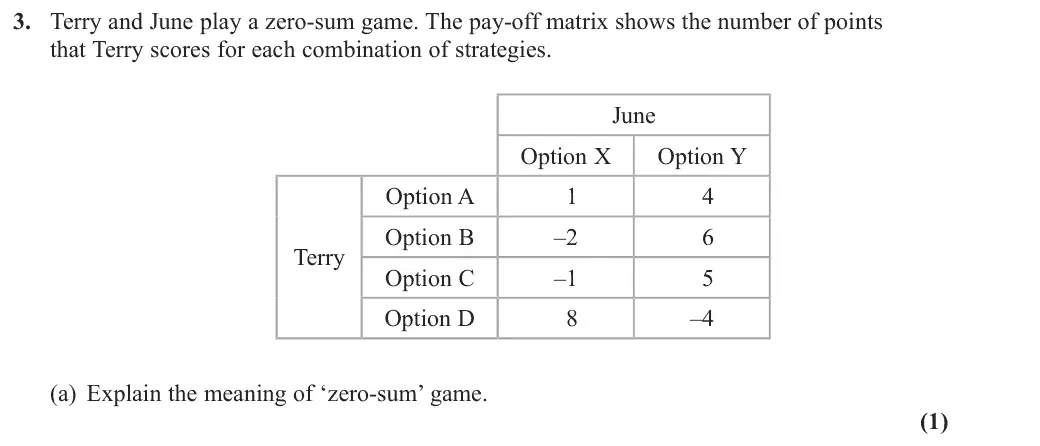 3. Terry and June play a zero-sum game. The pay-off matrix shows the number of points
that Terry scores for each combination of strategies.
June
Option X Option Y
Terry
Option A 1 4
Option B –2 6
Option C –1 5
Option D 8 –4
(a) Explain the meaning of ‘zero-sum’ game.
(1)